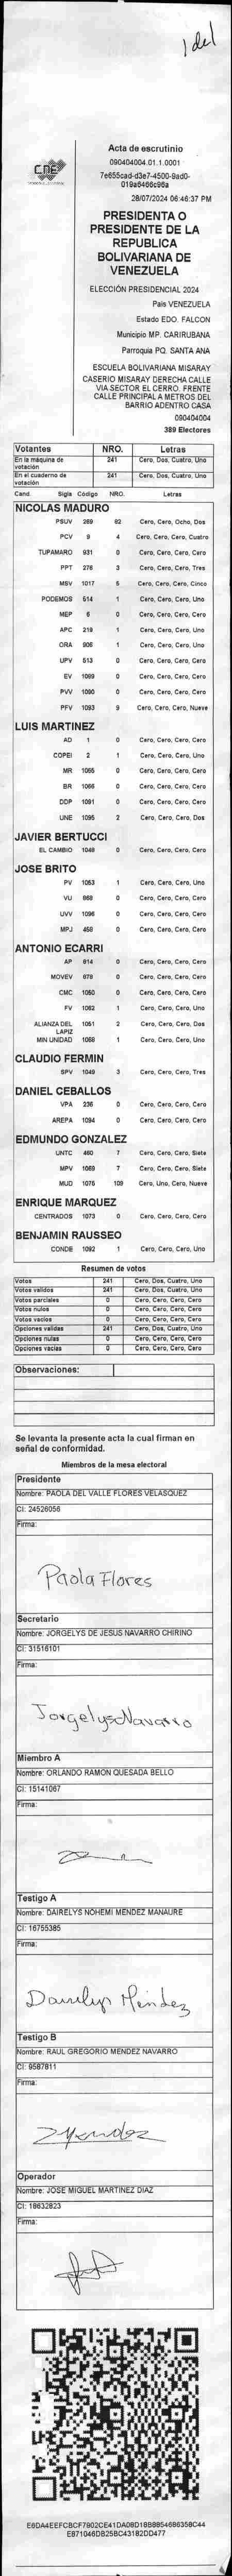 1 del
CNE
Acta de escrutinio
090404004.01.1.0001
28/07/2024 06:46:37 PM
PRESIDENTA O
PRESIDENTE DE LA
REPUBLICA
BOLIVARIANA DE
VENEZUELA
ELECCIÓN PRESIDENCIAL 2024
Pais VENEZUELA
Estado EDO. FALCON
Municipio MP. CARIRUBANA
Parroquia PQ. SANTA ANA
ESCUELA BOLIVARIANA MISARAY
CASERIO MISARAY DERECHA CALLE
VIA SECTOR EL CERRO. FRENTE
CALLE PRINCIPAL A METROS DEL
BARRIO ADENTRO CASA
090404004
389 Electores
Votantes NRO. Letras
En la máquina de votación 241 Cero, Dos, Cuatro, Uno
En el cuaderno de votación 241 Cero, Dos, Cuatro, Uno
Cand. Sigla Código NRO. Letras
NICOLAS MADURO
PSUV 289 82 Cero, Cero, Ocho, Dos
PCV 9 4 Cero, Cero, Cero, Cuatro
TUPAMARO 931 0 Cero, Cero, Cero, Cero
PPT 276 3 Cero, Cero, Cero, Tres
MSV 1017 5 Cero, Cero, Cero, Cinco
PODEMOS 514 1 Cero, Cero, Cero, Uno
MEP 6 0 Cero, Cero, Cero, Cero
APC 219 1 Cero, Cero, Cero, Uno
ORA 906 1 Cero, Cero, Cero, Uno
UPV 513 0 Cero, Cero, Cero, Cero
EV 1089 0 Cero, Cero, Cero, Cero
PVV 1090 0 Cero, Cero, Cero, Cero
PFV 1093 9 Cero, Cero, Cero, Nueve
LUIS MARTINEZ
AD 1 0 Cero, Cero, Cero, Cero
COPEI 2 1 Cero, Cero, Cero, Uno
MR 1065 0 Cero, Cero, Cero, Cero
BR 1066 0 Cero, Cero, Cero, Cero
DDP 1091 0 Cero, Cero, Cero, Cero
UNE 1095 2 Cero, Cero, Cero, Dos
JAVIER BERTUCCI
EL CAMBIO 1048 0 Cero, Cero, Cero, Cero
JOSE BRITO
PV 1053 1 Cero, Cero, Cero, Uno
VU 868 0 Cero, Cero, Cero, Cero
UVV 1096 0 Cero, Cero, Cero, Cero
MPJ 458 0 Cero, Cero, Cero, Cero
ANTONIO ECARRI
AP 814 0 Cero, Cero, Cero, Cero
MOVEV 978 0 Cero, Cero, Cero, Cero
CMC 1050 0 Cero, Cero, Cero, Cero
FV 1062 1 Cero, Cero, Cero, Uno
ALIANZA DEL LAPIZ 1051 2 Cero, Cero, Cero, Dos
MIN UNIDAD 1068 1 Cero, Cero, Cero, Uno
CLAUDIO FERMIN
SPV 1049 3 Cero, Cero, Cero, Tres
DANIEL CEBALLOS
VPA 236 0 Cero, Cero, Cero, Cero
AREPA 1094 0 Cero, Cero, Cero, Cero
EDMUNDO GONZALEZ
UNTC 460 7 Cero, Cero, Cero, Siete
MPV 1069 7 Cero, Cero, Cero, Siete
MUD 1076 109 Cero, Uno, Cero, Nueve
ENRIQUE MARQUEZ
CENTRADOS 1073 0 Cero, Cero, Cero, Cero
BENJAMIN RAUSSEO
CONDE 1092 1 Cero, Cero, Cero, Uno
Resumen de votos
Votos 241 Cero, Dos, Cuatro, Uno
Votos validos 241 Cero, Dos, Cuatro, Uno
Votos parciales 0 Cero, Cero, Cero, Cero
Votos nulos 0 Cero, Cero, Cero, Cero
Votos vacíos 0 Cero, Cero, Cero, Cero
Opciones validas 241 Cero, Dos, Cuatro, Uno
Opciones nulas 0 Cero, Cero, Cero, Cero
Opciones vacías 0 Cero, Cero, Cero, Cero
Observaciones:
Se levanta la presente acta la cual firman en
señal de conformidad.
Miembros de la mesa electoral
Presidente
Nombre: PAOLA DEL VALLE FLORES VELASQUEZ
CI: 24526056
Firma:
Paola Flores
Secretario
Nombre: JORGELYS DE JESUS NAVARRO CHIRINO
CI: 31516101
Firma:
Jorgelys Navarro
Miembro A
Nombre: ORLANDO RAMON QUESADA BELLO
CI: 15141067
Firma:
Testigo A
Nombre: DAIRELYS NOHEMI MENDEZ MANAURE
CI: 16755385
Firma:
Dairelys Méndez
Testigo B
Nombre: RAUL GREGORIO MENDEZ NAVARRO
CI: 9587811
Firma:
Operador
Nombre: JOSE MIGUEL MARTINEZ DIAZ
CI: 18632823
Firma: